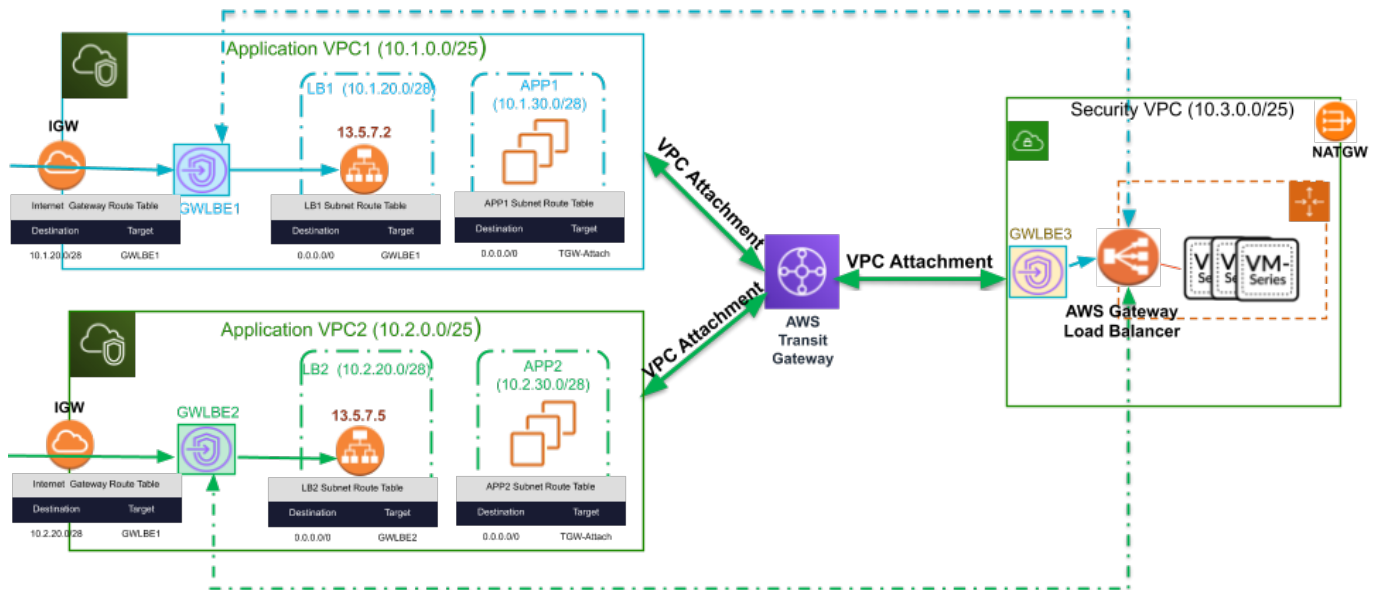 Application VPC1 (10.1.0.0/25)
LB1 (10.1.20.0/28)
APP1
(10.1.30.0/28)
IGW
13.5.7.2
GWLBE1
Internet Gateway Route Table
Destination Target
10.1.20.0/28 GWLBE1
LB1 Subnet Route Table
Destination Target
0.0.0.0/0 GWLBE1
APP1 Subnet Route Table
Destination Target
0.0.0.0/0 TGW-Attach
Application VPC2 (10.2.0.0/25)
LB2 (10.2.20.0/28)
APP2
(10.2.30.0/28)
IGW
GWLBE2
13.5.7.5
Internet Gateway Route Table
Destination Target
10.2.20.0/28 GWLBE1
LB2 Subnet Route Table
Destination Target
0.0.0.0/0 GWLBE2
APP2 Subnet Route Table
Destination Target
0.0.0.0/0 TGW-Attach
VPC Attachment
VPC Attachment
VPC Attachment
AWS
Transit
Gateway
Security VPC (10.3.0.0/25)
NATGW
GWLBE3
V
Se
V
Se
VM-
Series
AWS Gateway
Load Balancer